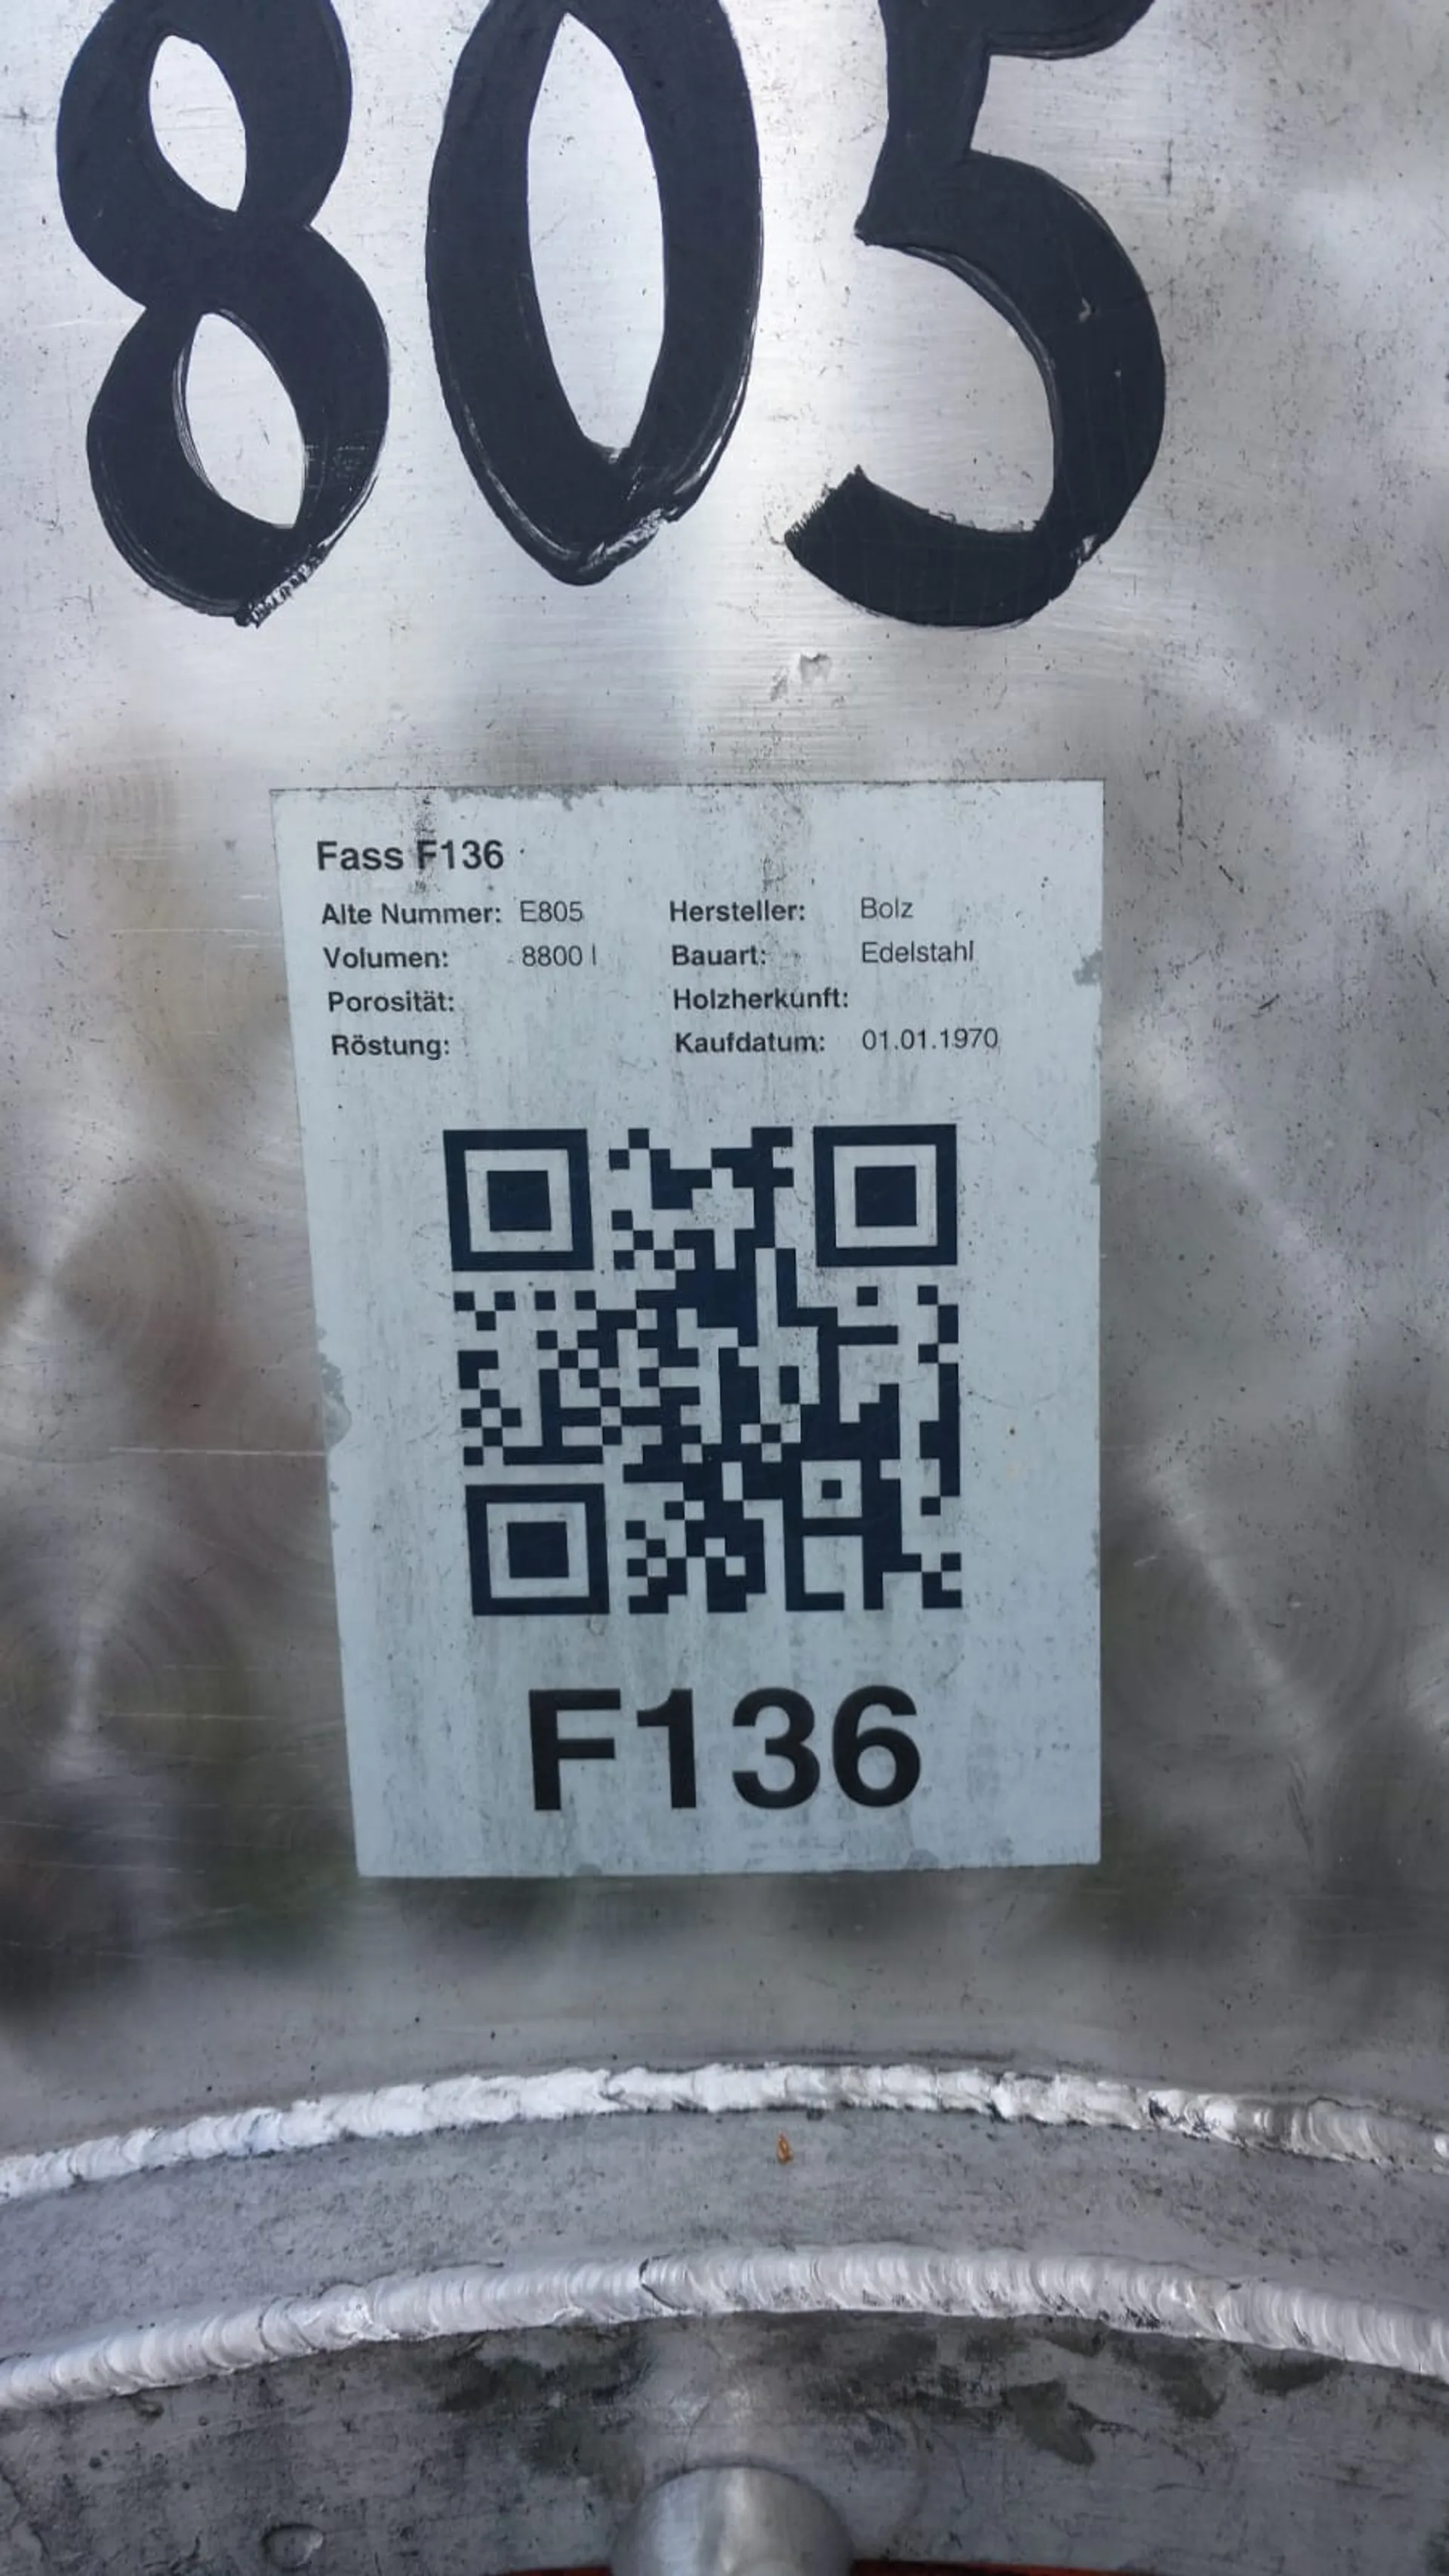 805
Fass F136
Alte Nummer: E805 Hersteller: Bolz
Volumen: 8800 l Bauart: Edelstahl
Porosität: Holzherkunft:
Röstung: Kaufdatum: 01.01.1970
F136